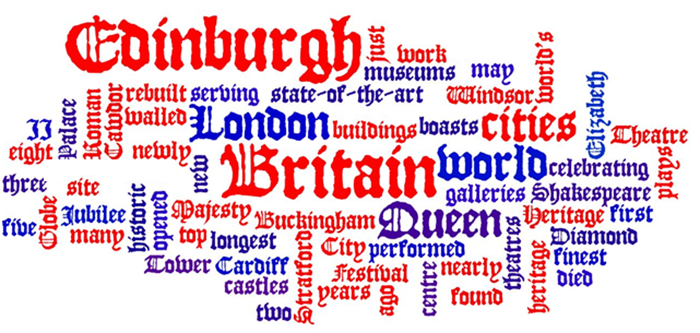 Edinburgh
just
work
museums
may
world's
Palace
Roman
Cawdor
rebuilt
serving
state-of-the-art
Windsor
Elizabeth
II
walled
London
buildings
boasts
cities
Theatre
eight
newly
new
Britain
world
celebrating
plays
three
site
galleries
Shakespeare
five
Globe
Jubilee
historic
opened
Majesty
Buckingham
Queen
Heritage
first
many
top
longest
Stratford
City
performed
theatres
Diamond
Tower
Cardiff
Festival
centre
nearly
heritage
finest
castles
years
ago
found
died
two